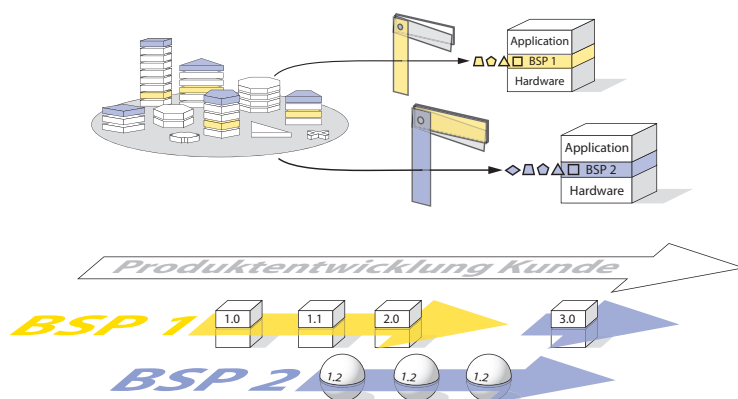 Application
BSP 1
Hardware
Application
BSP 2
Hardware
Produktentwicklung Kunde
BSP 1
1.0
1.1
2.0
3.0
BSP 2
1.2
1.2
1.2